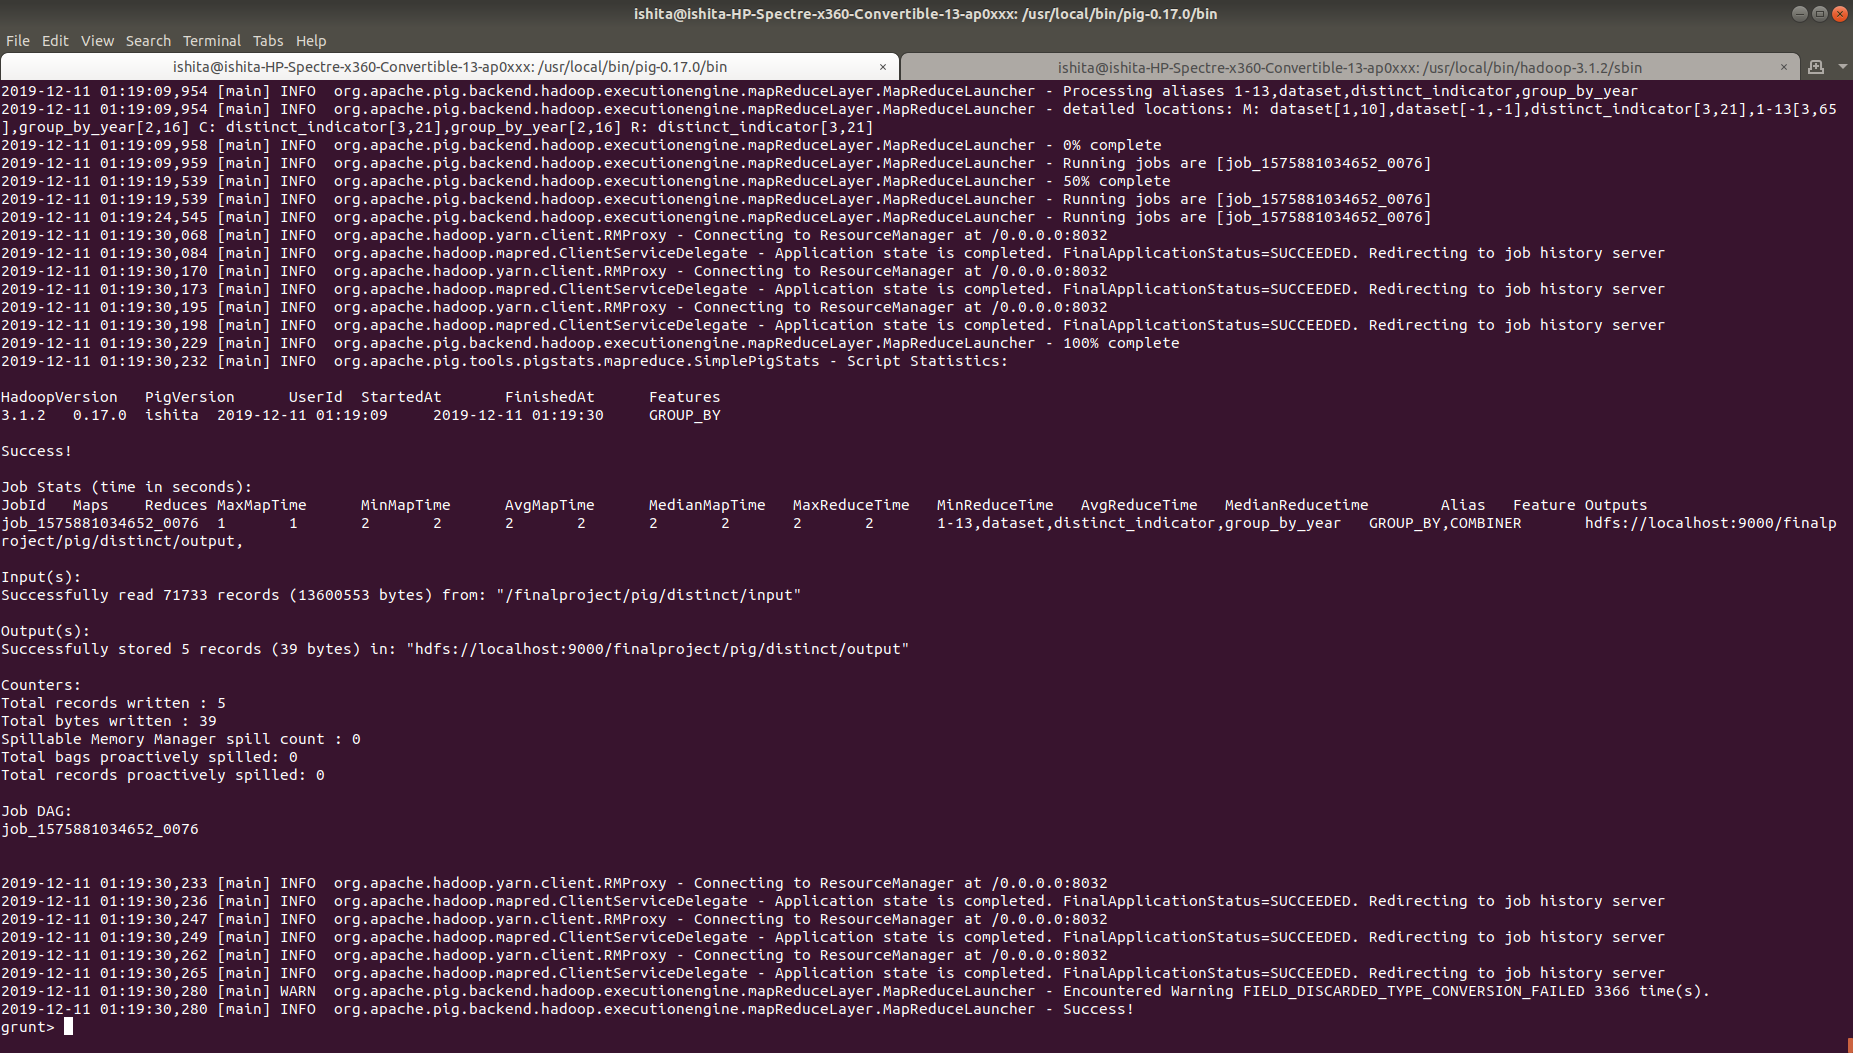 ishita@ishita-HP-Spectre-x360-Convertible-13-ap0xxx: /usr/local/bin/pig-0.17.0/bin
File Edit View Search Terminal Tabs Help
ishita@ishita-HP-Spectre-x360-Convertible-13-ap0xxx: /usr/local/bin/pig-0.17.0/bin × ishita@ishita-HP-Spectre-x360-Convertible-13-ap0xxx: /usr/local/bin/hadoop-3.1.2/sbin ×
2019-12-11 01:19:09,954 [main] INFO  org.apache.pig.backend.hadoop.executionengine.mapReduceLayer.MapReduceLauncher - Processing aliases 1-13,dataset,distinct_indicator,group_by_year
2019-12-11 01:19:09,954 [main] INFO  org.apache.pig.backend.hadoop.executionengine.mapReduceLayer.MapReduceLauncher - detailed locations: M: dataset[1,10],dataset[-1,-1],distinct_indicator[3,21],1-13[3,65
],group_by_year[2,16] C: distinct_indicator[3,21],group_by_year[2,16] R: distinct_indicator[3,21]
2019-12-11 01:19:09,958 [main] INFO  org.apache.pig.backend.hadoop.executionengine.mapReduceLayer.MapReduceLauncher - 0% complete
2019-12-11 01:19:09,959 [main] INFO  org.apache.pig.backend.hadoop.executionengine.mapReduceLayer.MapReduceLauncher - Running jobs are [job_1575881034652_0076]
2019-12-11 01:19:19,539 [main] INFO  org.apache.pig.backend.hadoop.executionengine.mapReduceLayer.MapReduceLauncher - 50% complete
2019-12-11 01:19:19,539 [main] INFO  org.apache.pig.backend.hadoop.executionengine.mapReduceLayer.MapReduceLauncher - Running jobs are [job_1575881034652_0076]
2019-12-11 01:19:24,545 [main] INFO  org.apache.pig.backend.hadoop.executionengine.mapReduceLayer.MapReduceLauncher - Running jobs are [job_1575881034652_0076]
2019-12-11 01:19:30,068 [main] INFO  org.apache.hadoop.yarn.client.RMProxy - Connecting to ResourceManager at /0.0.0.0:8032
2019-12-11 01:19:30,084 [main] INFO  org.apache.hadoop.mapred.ClientServiceDelegate - Application state is completed. FinalApplicationStatus=SUCCEEDED. Redirecting to job history server
2019-12-11 01:19:30,170 [main] INFO  org.apache.hadoop.yarn.client.RMProxy - Connecting to ResourceManager at /0.0.0.0:8032
2019-12-11 01:19:30,173 [main] INFO  org.apache.hadoop.mapred.ClientServiceDelegate - Application state is completed. FinalApplicationStatus=SUCCEEDED. Redirecting to job history server
2019-12-11 01:19:30,195 [main] INFO  org.apache.hadoop.yarn.client.RMProxy - Connecting to ResourceManager at /0.0.0.0:8032
2019-12-11 01:19:30,198 [main] INFO  org.apache.hadoop.mapred.ClientServiceDelegate - Application state is completed. FinalApplicationStatus=SUCCEEDED. Redirecting to job history server
2019-12-11 01:19:30,229 [main] INFO  org.apache.pig.backend.hadoop.executionengine.mapReduceLayer.MapReduceLauncher - 100% complete
2019-12-11 01:19:30,232 [main] INFO  org.apache.pig.tools.pigstats.mapreduce.SimplePigStats - Script Statistics:
HadoopVersion PigVersion UserId StartedAt FinishedAt Features
3.1.2 0.17.0 ishita 2019-12-11 01:19:09 2019-12-11 01:19:30 GROUP_BY
Success!
Job Stats (time in seconds):
JobId Maps Reduces MaxMapTime MinMapTime AvgMapTime MedianMapTime MaxReduceTime MinReduceTime AvgReduceTime MedianReducetime Alias Feature Outputs
job_1575881034652_0076 1 1 2 2 2 2 2 2 2 2 1-13,dataset,distinct_indicator,group_by_year GROUP_BY,COMBINER hdfs://localhost:9000/finalp
roject/pig/distinct/output,
Input(s):
Successfully read 71733 records (13600553 bytes) from: "/finalproject/pig/distinct/input"
Output(s):
Successfully stored 5 records (39 bytes) in: "hdfs://localhost:9000/finalproject/pig/distinct/output"
Counters:
Total records written : 5
Total bytes written : 39
Spillable Memory Manager spill count : 0
Total bags proactively spilled: 0
Total records proactively spilled: 0
Job DAG:
job_1575881034652_0076
2019-12-11 01:19:30,233 [main] INFO  org.apache.hadoop.yarn.client.RMProxy - Connecting to ResourceManager at /0.0.0.0:8032
2019-12-11 01:19:30,236 [main] INFO  org.apache.hadoop.mapred.ClientServiceDelegate - Application state is completed. FinalApplicationStatus=SUCCEEDED. Redirecting to job history server
2019-12-11 01:19:30,247 [main] INFO  org.apache.hadoop.yarn.client.RMProxy - Connecting to ResourceManager at /0.0.0.0:8032
2019-12-11 01:19:30,249 [main] INFO  org.apache.hadoop.mapred.ClientServiceDelegate - Application state is completed. FinalApplicationStatus=SUCCEEDED. Redirecting to job history server
2019-12-11 01:19:30,262 [main] INFO  org.apache.hadoop.yarn.client.RMProxy - Connecting to ResourceManager at /0.0.0.0:8032
2019-12-11 01:19:30,265 [main] INFO  org.apache.hadoop.mapred.ClientServiceDelegate - Application state is completed. FinalApplicationStatus=SUCCEEDED. Redirecting to job history server
2019-12-11 01:19:30,280 [main] WARN  org.apache.pig.backend.hadoop.executionengine.mapReduceLayer.MapReduceLauncher - Encountered Warning FIELD_DISCARDED_TYPE_CONVERSION_FAILED 3366 time(s).
2019-12-11 01:19:30,280 [main] INFO  org.apache.pig.backend.hadoop.executionengine.mapReduceLayer.MapReduceLauncher - Success!
grunt>